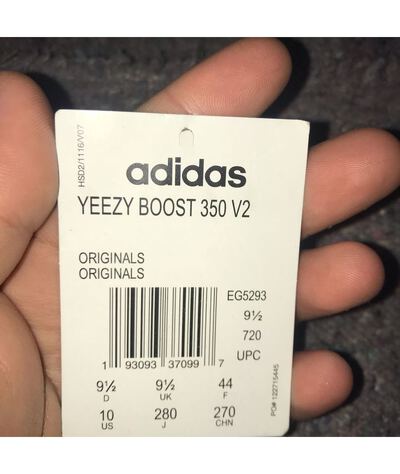 HSD2/1116/V07
adidas
YEEZY BOOST 350 V2
ORIGINALS
ORIGINALS
EG5293
9½
720
UPC
1 93093 37099 7
9½ 9½ 44
D UK F
10 280 270
US J CHN
PO# 122715445